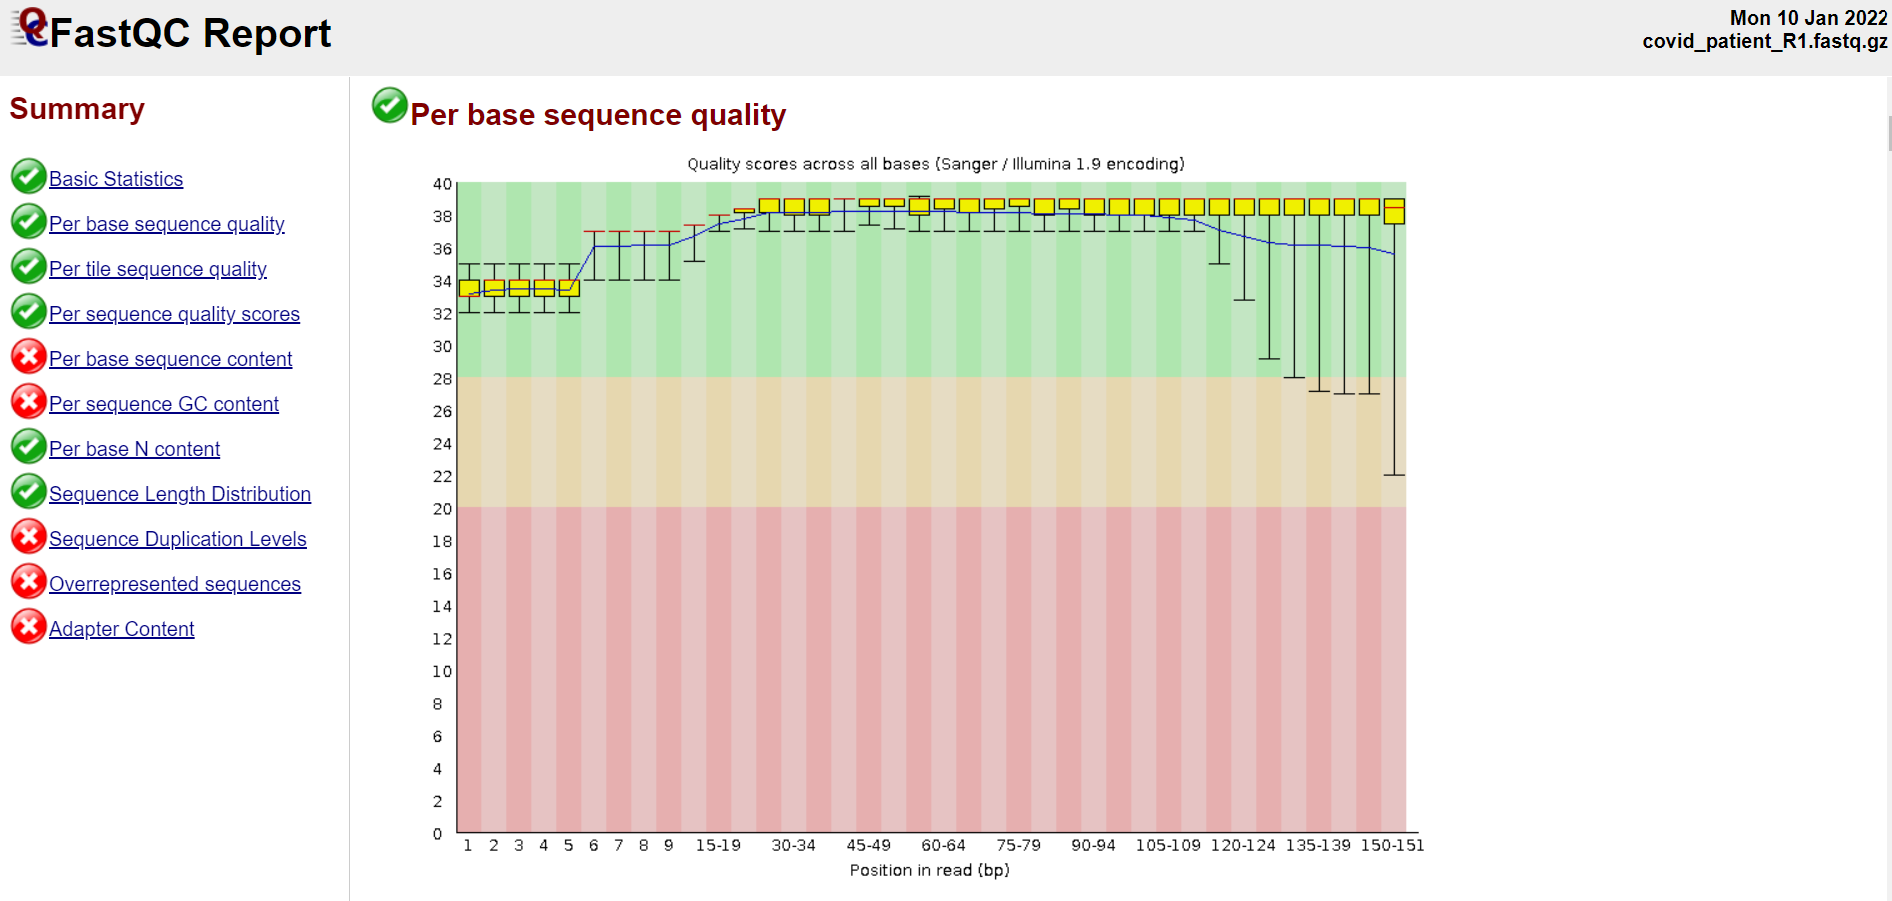 FastQC Report
Mon 10 Jan 2022
covid_patient_R1.fastq.gz
Summary
Basic Statistics
Per base sequence quality
Per tile sequence quality
Per sequence quality scores
Per base sequence content
Per sequence GC content
Per base N content
Sequence Length Distribution
Sequence Duplication Levels
Overrepresented sequences
Adapter Content
Per base sequence quality
Quality scores across all bases (Sanger / Illumina 1.9 encoding)
40
38
36
34
32
30
28
26
24
22
20
18
16
14
12
10
8
6
4
2
0
1 2 3 4 5 6 7 8 9 15-19 30-34 45-49 60-64 75-79 90-94 105-109 120-124 135-139 150-151
Position in read (bp)